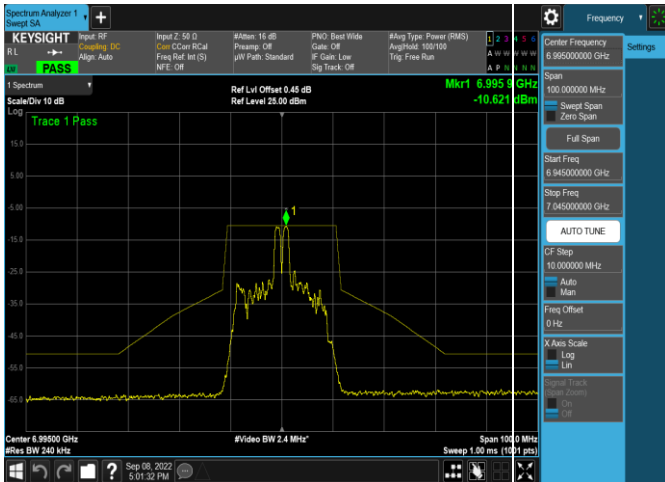 Spectrum Analyzer 1
Swept SA
KEYSIGHT
R L
LV
PASS
Input: RF
Coupling: DC
Align: Auto
Input Z: 50 Ω
Corr CCorr RCal
Freq Ref: Int (S)
NFE: Off
#Atten: 16 dB
Preamp: Off
µW Path: Standard
PNO: Best Wide
Gate: Off
IF Gain: Low
Sig Track: Off
#Avg Type: Power (RMS)
Avg|Hold: 100/100
Trig: Free Run
1 2 3 4 5 6
A W W W W W
A P N N N N
1 Spectrum
Scale/Div 10 dB
Log
Ref Lvl Offset 0.45 dB
Ref Level 25.00 dBm
Mkr1 6.995 9 GHz
-10.621 dBm
Trace 1 Pass
15.0
5.00
-5.00
-15.0
-25.0
-35.0
-45.0
-55.0
-65.0
1
Center 6.99500 GHz
#Res BW 240 kHz
#Video BW 2.4 MHz*
Span 100.0 MHz
Sweep 1.00 ms (1001 pts)
Sep 08, 2022
5:01:32 PM
Frequency
Settings
Center Frequency
6.995000000 GHz
Span
100.000000 MHz
Swept Span
Zero Span
Full Span
Start Freq
6.945000000 GHz
Stop Freq
7.045000000 GHz
AUTO TUNE
CF Step
10.000000 MHz
Auto
Man
Freq Offset
0 Hz
X Axis Scale
Log
Lin
Signal Track
(Span Zoom)
On
Off